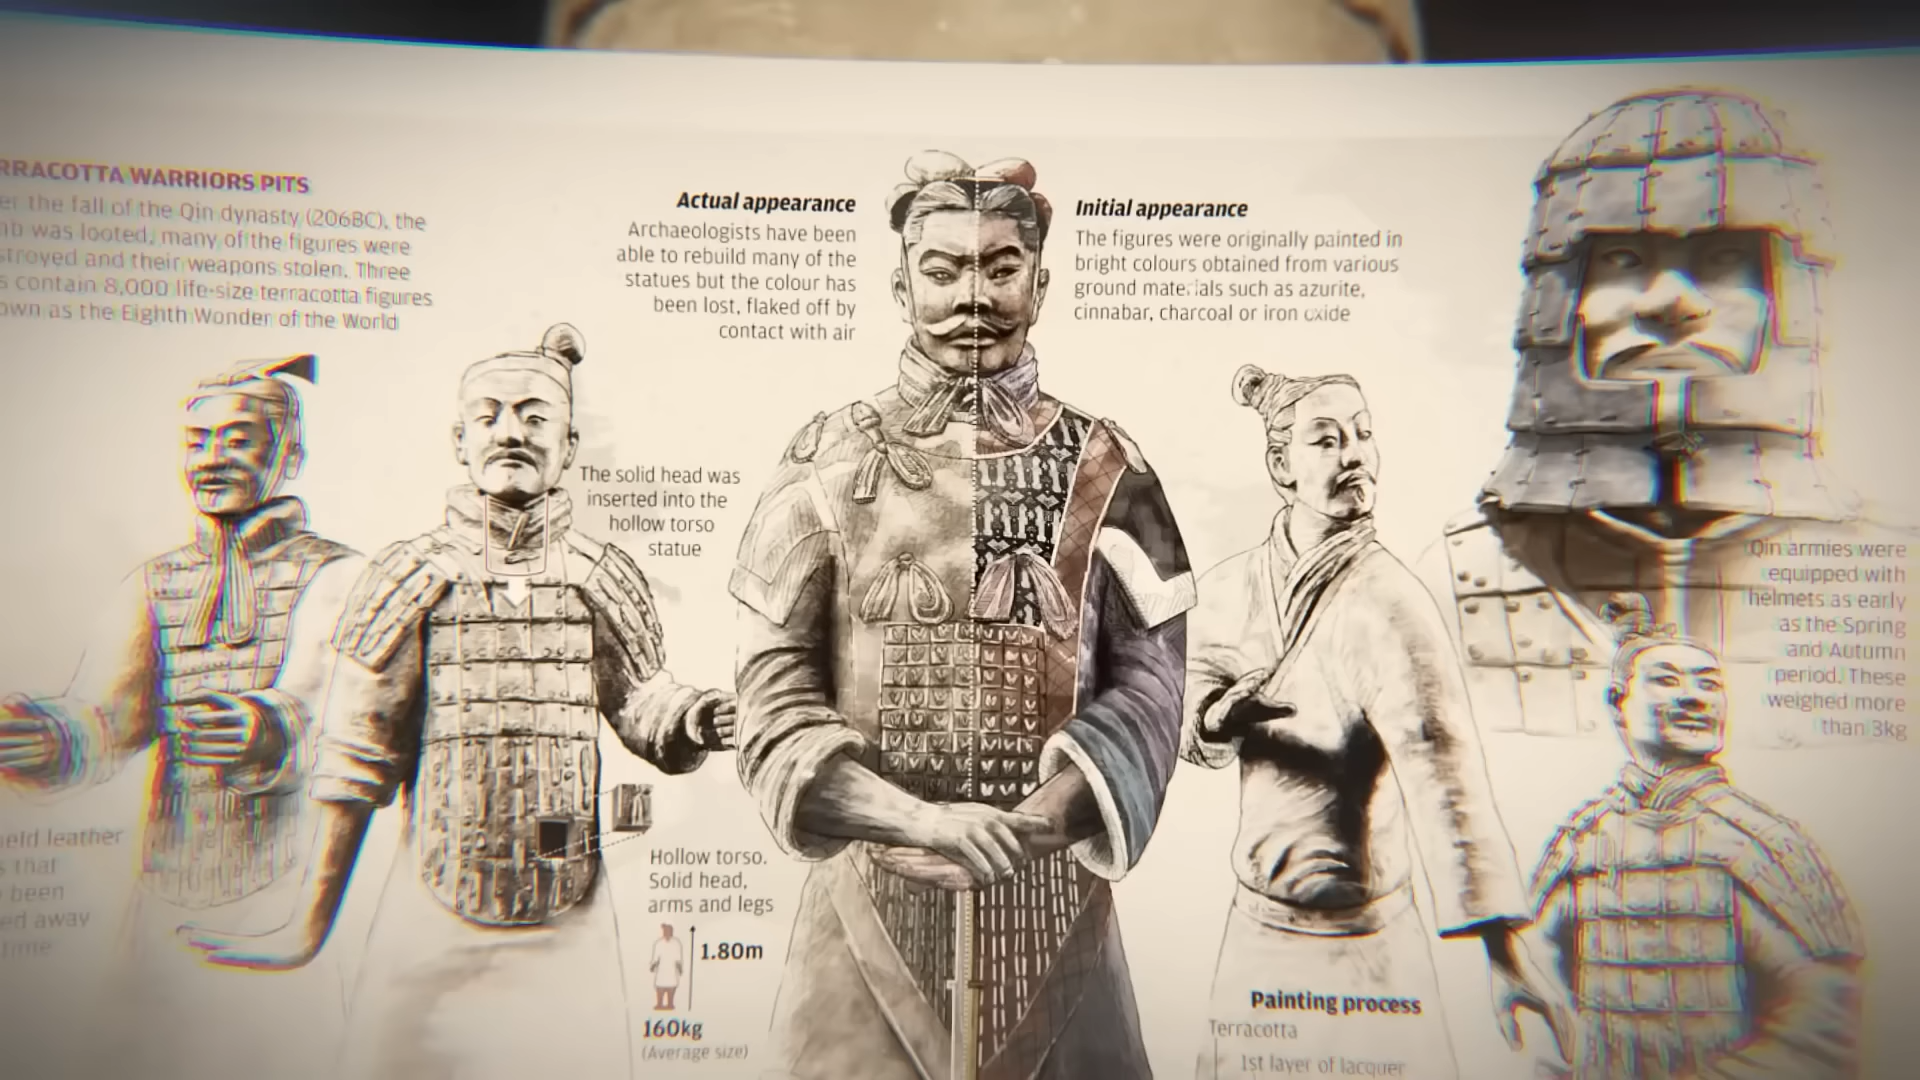 RRACOTTA WARRIORS PITS
er the fall of the Qin dynasty (206BC), the
mb was looted, many of the figures were
stroyed and their weapons stolen. Three
s contain 8,000 life-size terracotta figures
own as the Eighth Wonder of the World
Actual appearance
Archaeologists have been
able to rebuild many of the
statues but the colour has
been lost, flaked off by
contact with air
Initial appearance
The figures were originally painted in
bright colours obtained from various
ground materials such as azurite,
cinnabar, charcoal or iron oxide
The solid head was
inserted into the
hollow torso
statue
Qin armies were
equipped with
helmets as early
as the Spring
and Autumn
period. These
weighed more
than 3kg
eld leather
s that
been
ed away
time
Hollow torso.
Solid head,
arms and legs
1.80m
160kg
(Average size)
Painting process
Terracotta
1st layer of lacquer